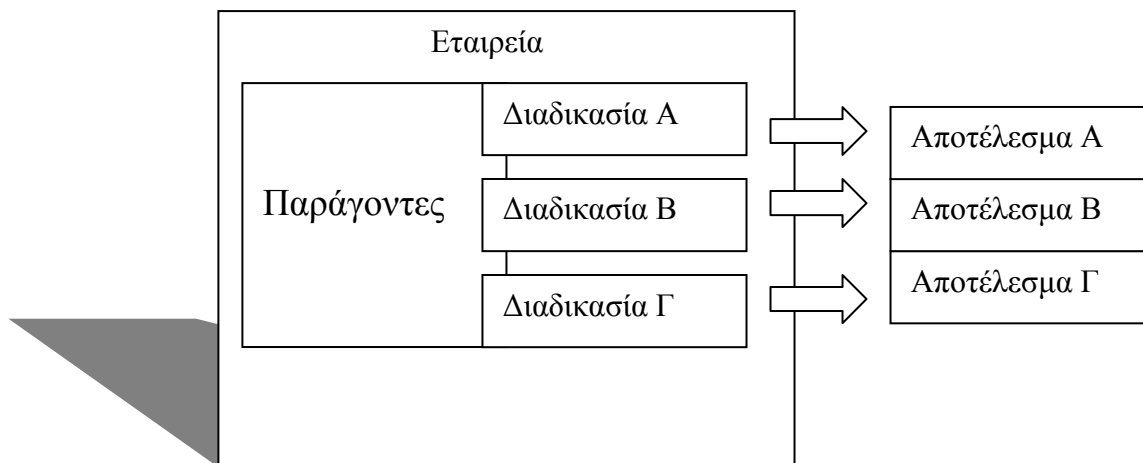 Εταιρεία
Παράγοντες
Διαδικασία Α
Διαδικασία Β
Διαδικασία Γ
Αποτέλεσμα Α
Αποτέλεσμα Β
Αποτέλεσμα Γ